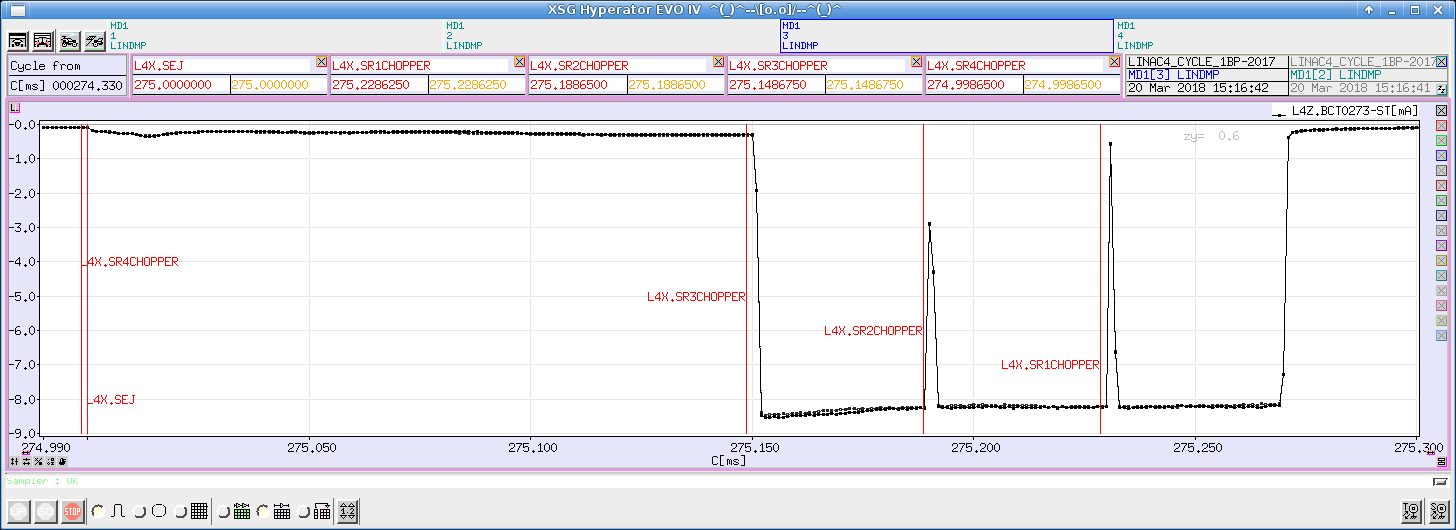 XSG Hyperator EVO IV ^(_)^--\[o.o]/--^(_)^
MD1
1
LINDMP
MD1
2
LINDMP
MD1
3
LINDMP
MD1
4
LINDMP
Cycle from
C[ms] 000274.330
L4X.SEJ
275.0000000 275.0000000
L4X.SR1CHOPPER
275.2286250 275.2286250
L4X.SR2CHOPPER
275.1886500 275.1886500
L4X.SR3CHOPPER
275.1486750 275.1486750
L4X.SR4CHOPPER
274.9986500 274.9986500
LINAC4_CYCLE_1BP-2017 LINAC4_CYCLE_1BP-2017
MD1[3] LINDMP MD1[2] LINDMP
20 Mar 2018 15:16:42 20 Mar 2018 15:16:41
L4Z.BCT0273-ST[mA]
zy= 0.6
-0.0
-1.0
-2.0
-3.0
-4.0
-5.0
-6.0
-7.0
-8.0
-9.0
4X.SR4CHOPPER
L4X.SR3CHOPPER
L4X.SR2CHOPPER
L4X.SR1CHOPPER
4X.SEJ
274.990 275.050 275.100 275.150 275.200 275.250 275.300
C[ms]
Sampler : OK
UP GO STOP